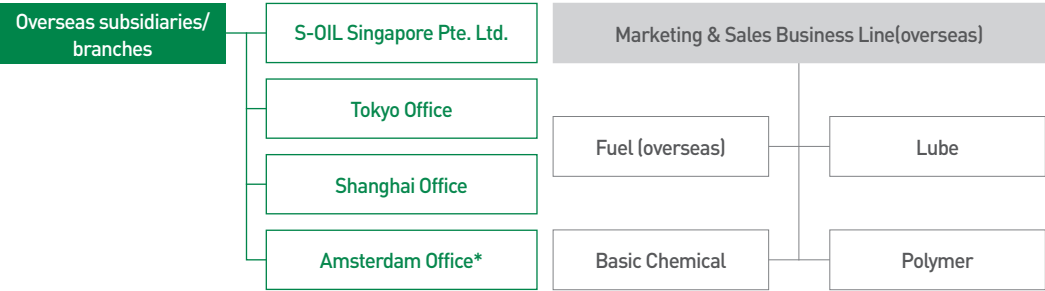 Overseas subsidiaries/
branches
S-OIL Singapore Pte. Ltd.
Tokyo Office
Shanghai Office
Amsterdam Office*
Marketing & Sales Business Line(overseas)
Fuel (overseas)
Lube
Basic Chemical
Polymer